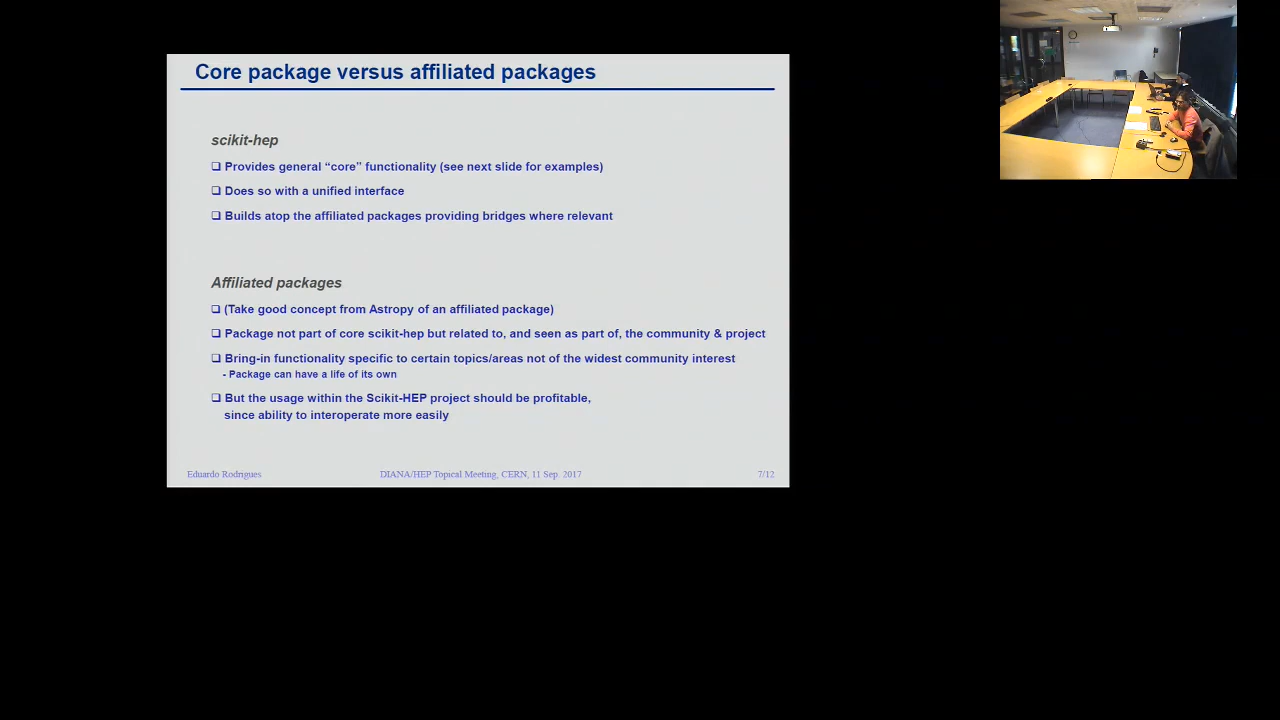 Core package versus affiliated packages
scikit-hep
❑ Provides general “core” functionality (see next slide for examples)
❑ Does so with a unified interface
❑ Builds atop the affiliated packages providing bridges where relevant
Affiliated packages
❑ (Take good concept from Astropy of an affiliated package)
❑ Package not part of core scikit-hep but related to, and seen as part of, the community & project
❑ Bring-in functionality specific to certain topics/areas not of the widest community interest
- Package can have a life of its own
❑ But the usage within the Scikit-HEP project should be profitable,
since ability to interoperate more easily
Eduardo Rodrigues DIANA/HEP Topical Meeting, CERN, 11 Sep. 2017 7/12